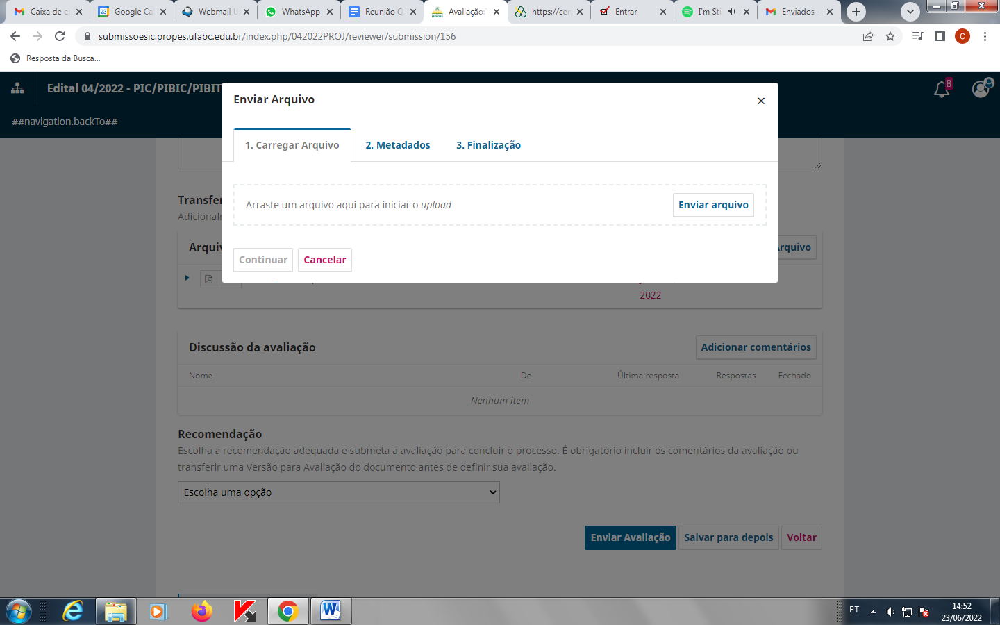 Caixa de e
Google Ca
Webmail U
WhatsApp
Reunião O
Avaliação:
https://cer
Entrar
I'm Sti
Enviados -
submissoesic.propes.ufabc.edu.br/index.php/042022PROJ/reviewer/submission/156
C
Resposta da Busca...
Edital 04/2022 - PIC/PIBIC/PIBIT
8
##navigation.backTo##
Enviar Arquivo
×
1. Carregar Arquivo
2. Metadados
3. Finalização
Arraste um arquivo aqui para iniciar o upload
Enviar arquivo
Continuar
Cancelar
Transfer
Adicionalr
Arquiv
Arquivo
2022
Discussão da avaliação
Adicionar comentários
Nome De Última resposta Respostas Fechado
Nenhum item
Recomendação
Escolha a recomendação adequada e submeta a avaliação para concluir o processo. É obrigatório incluir os comentários da avaliação ou
transferir uma Versão para Avaliação do documento antes de definir sua avaliação.
Escolha uma opção
Enviar Avaliação
Salvar para depois
Voltar
PT
14:52
23/06/2022